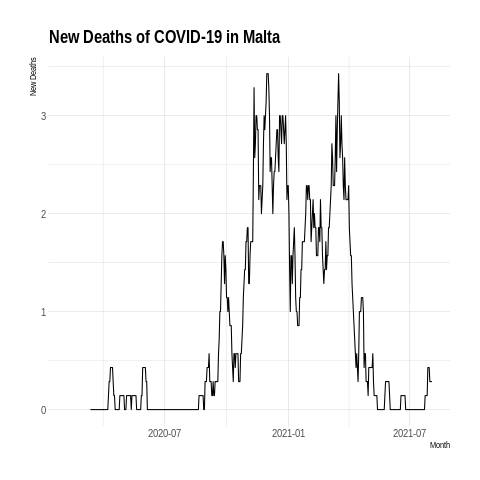 New Deaths of COVID-19 in Malta
New Deaths
3
2
1
0
2020-07
2021-01
2021-07
Month